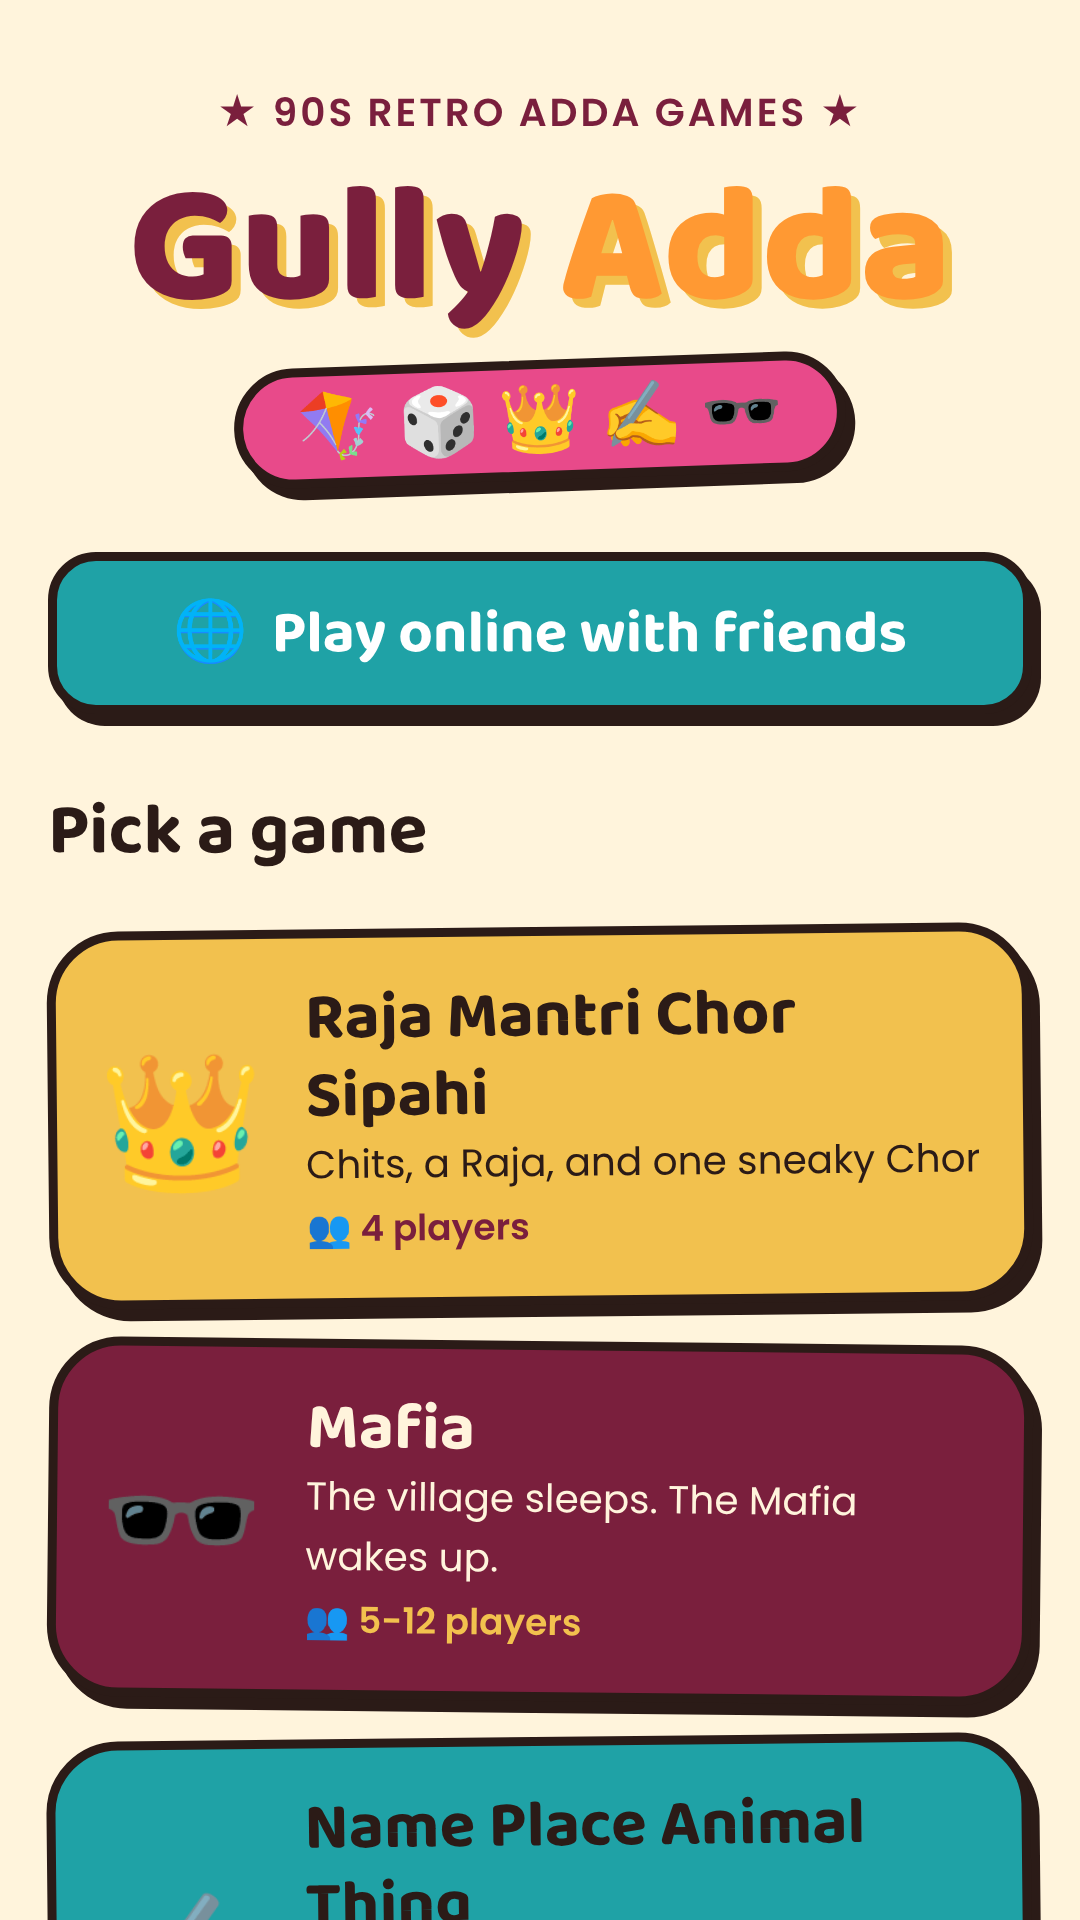 ★ 90S RETRO ADDA GAMES ★
Gully Adda
Play online with friends
Pick a game
Raja Mantri Chor
Sipahi
Chits, a Raja, and one sneaky Chor
4 players
Mafia
The village sleeps. The Mafia
wakes up.
5-12 players
Name Place Animal
Thing